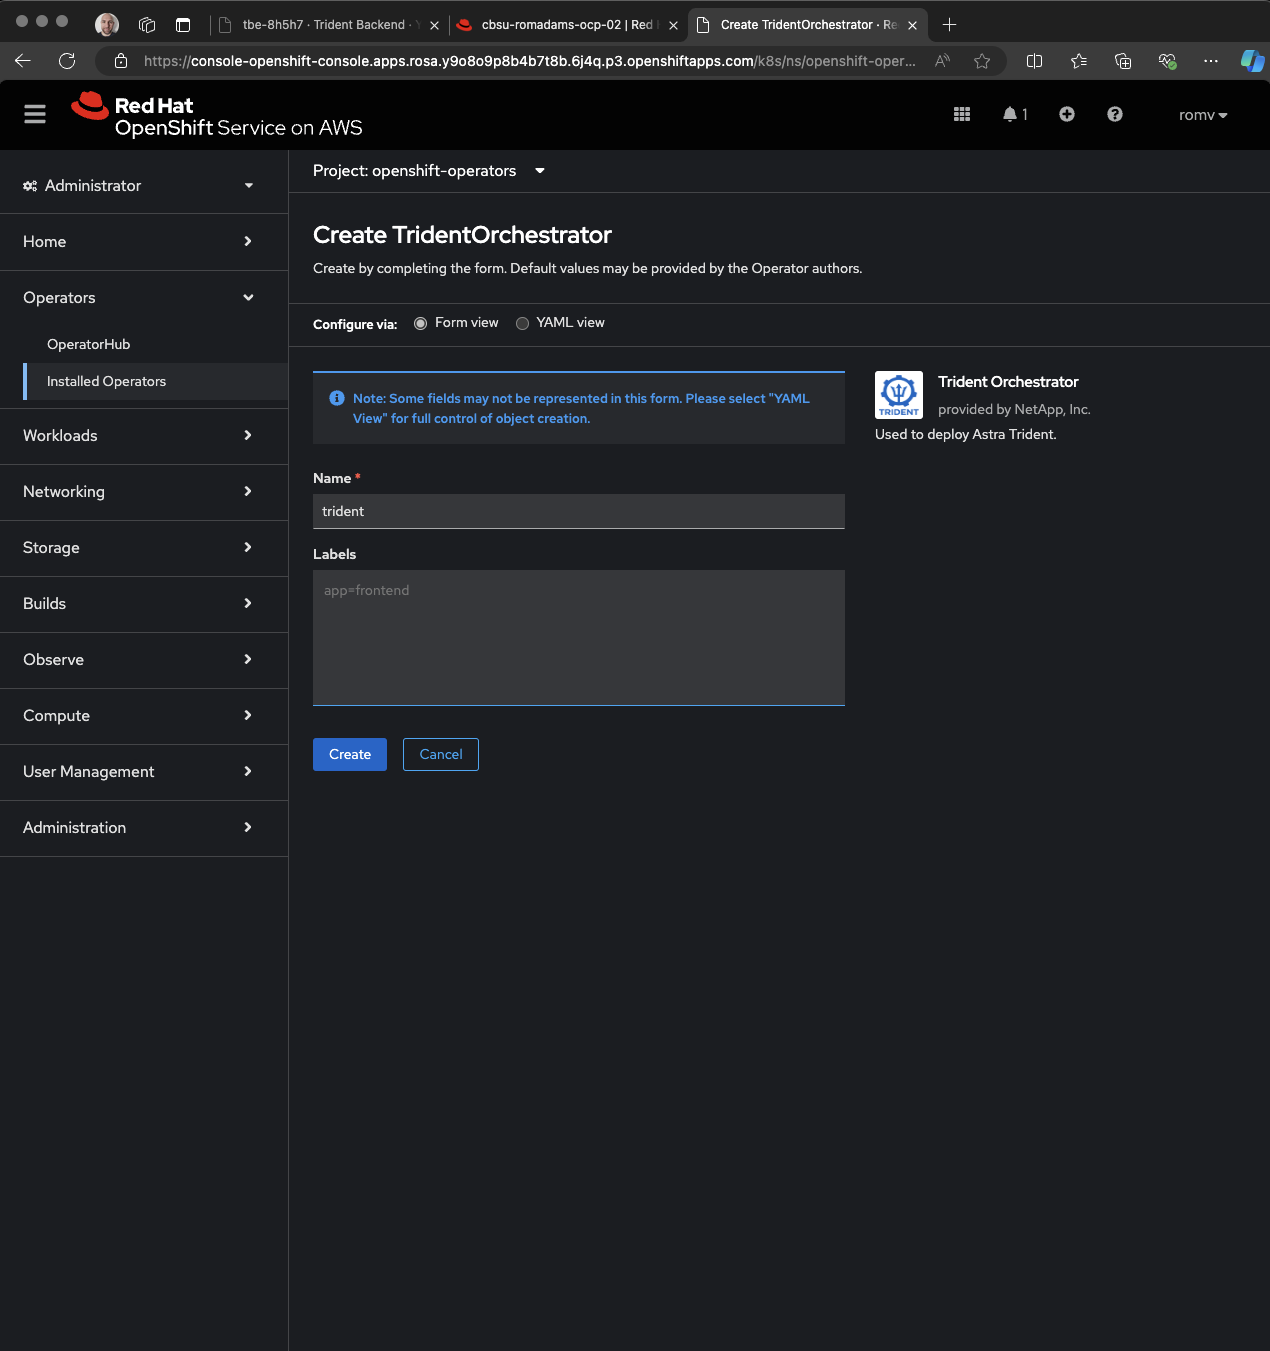 tbe-8h5h7 · Trident Backend ·
cbsu-romadams-ocp-02 | Red
Create TridentOrchestrator · Re
https://console-openshift-console.apps.rosa.y9o8o9p8b4b7t8b.6j4q.p3.openshiftapps.com/k8s/ns/openshift-oper...
Red Hat
OpenShift Service on AWS
1
romv
Administrator
Project: openshift-operators
Home
Operators
OperatorHub
Installed Operators
Workloads
Networking
Storage
Builds
Observe
Compute
User Management
Administration
Create TridentOrchestrator
Create by completing the form. Default values may be provided by the Operator authors.
Configure via:
Form view
YAML view
Note: Some fields may not be represented in this form. Please select "YAML
View" for full control of object creation.
Name *
trident
Labels
app=frontend
Create
Cancel
TRIDENT
Trident Orchestrator
provided by NetApp, Inc.
Used to deploy Astra Trident.